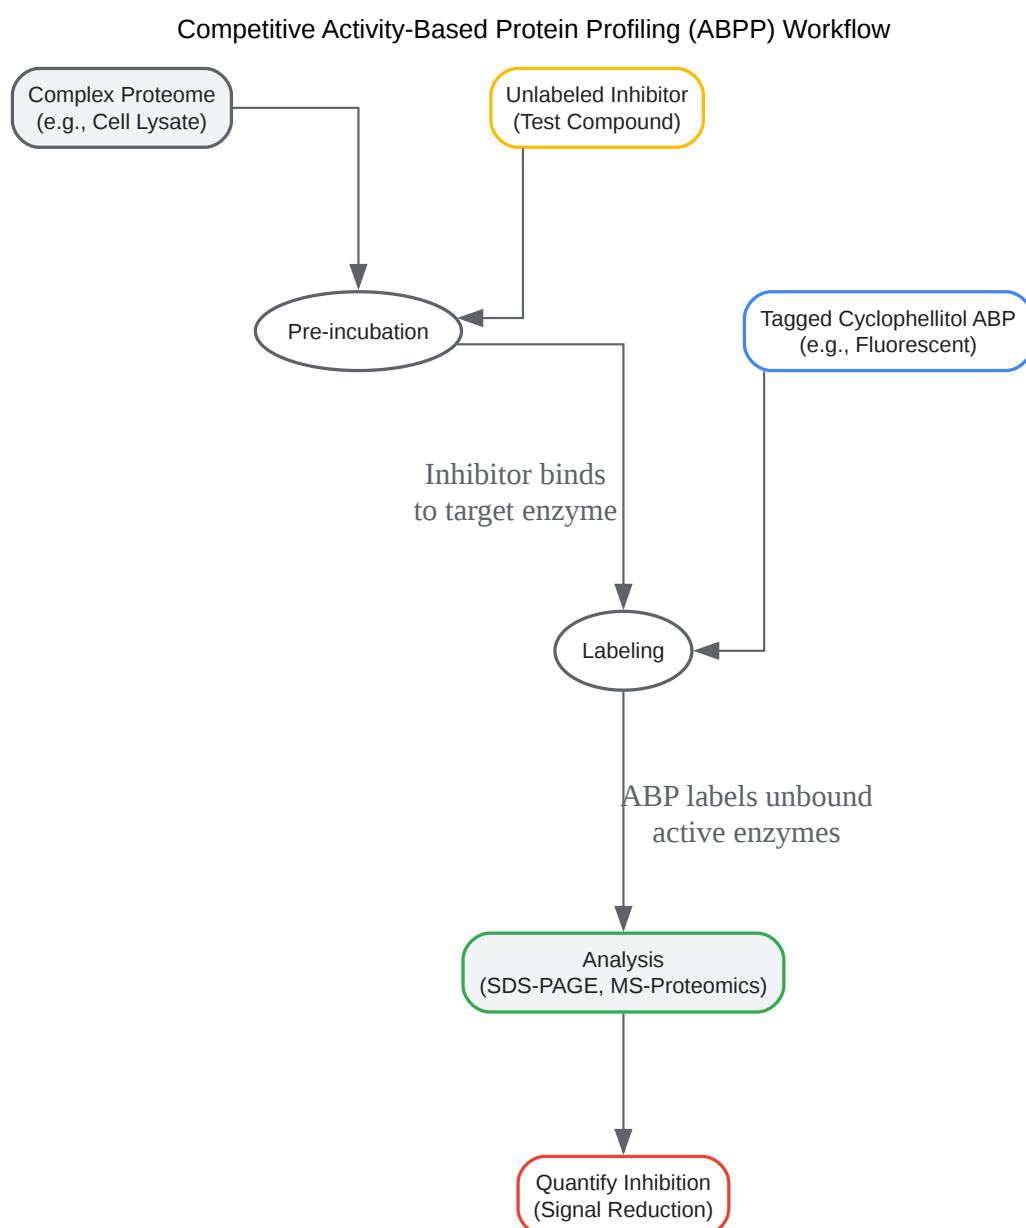 Competitive Activity-Based Protein Profiling (ABPP) Workflow
Complex Proteome
(e.g., Cell Lysate)
Unlabeled Inhibitor
(Test Compound)
Pre-incubation
Tagged Cyclophellitol ABP
(e.g., Fluorescent)
Inhibitor binds
to target enzyme
Labeling
ABP labels unbound
active enzymes
Analysis
(SDS-PAGE, MS-Proteomics)
Quantify Inhibition
(Signal Reduction)